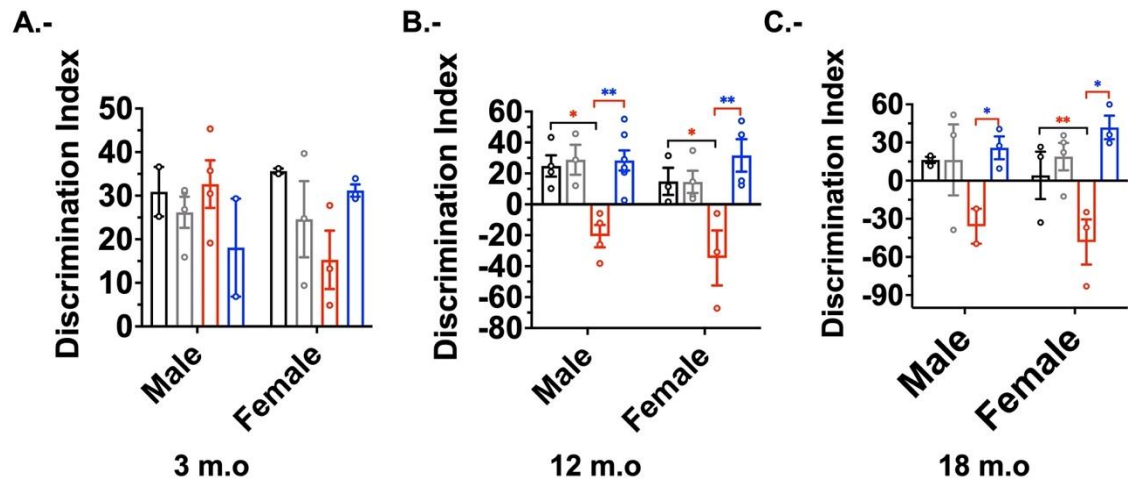 A.-
Discrimination Index
50
40
30
20
10
0
Male
Female
3 m.o
B.-
Discrimination Index
60
40
20
0
-20
-40
-60
-80
*
**
*
**
Male
Female
12 m.o
C.-
Discrimination Index
60
30
0
-30
-60
-90
*
**
*
Male
Female
18 m.o